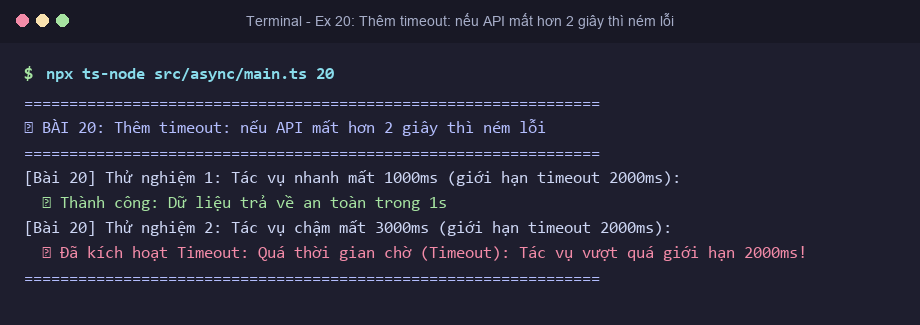 Terminal - Ex 20: Thêm timeout: nếu API mất hơn 2 giây thì ném lỗi
$ npx ts-node src/async/main.ts 20
================================================================
BÀI 20: Thêm timeout: nếu API mất hơn 2 giây thì ném lỗi
================================================================
[Bài 20] Thử nghiệm 1: Tác vụ nhanh mất 1000ms (giới hạn timeout 2000ms):
Thành công: Dữ liệu trả về an toàn trong 1s
[Bài 20] Thử nghiệm 2: Tác vụ chậm mất 3000ms (giới hạn timeout 2000ms):
Đã kích hoạt Timeout: Quá thời gian chờ (Timeout): Tác vụ vượt quá giới hạn 2000ms!
================================================================